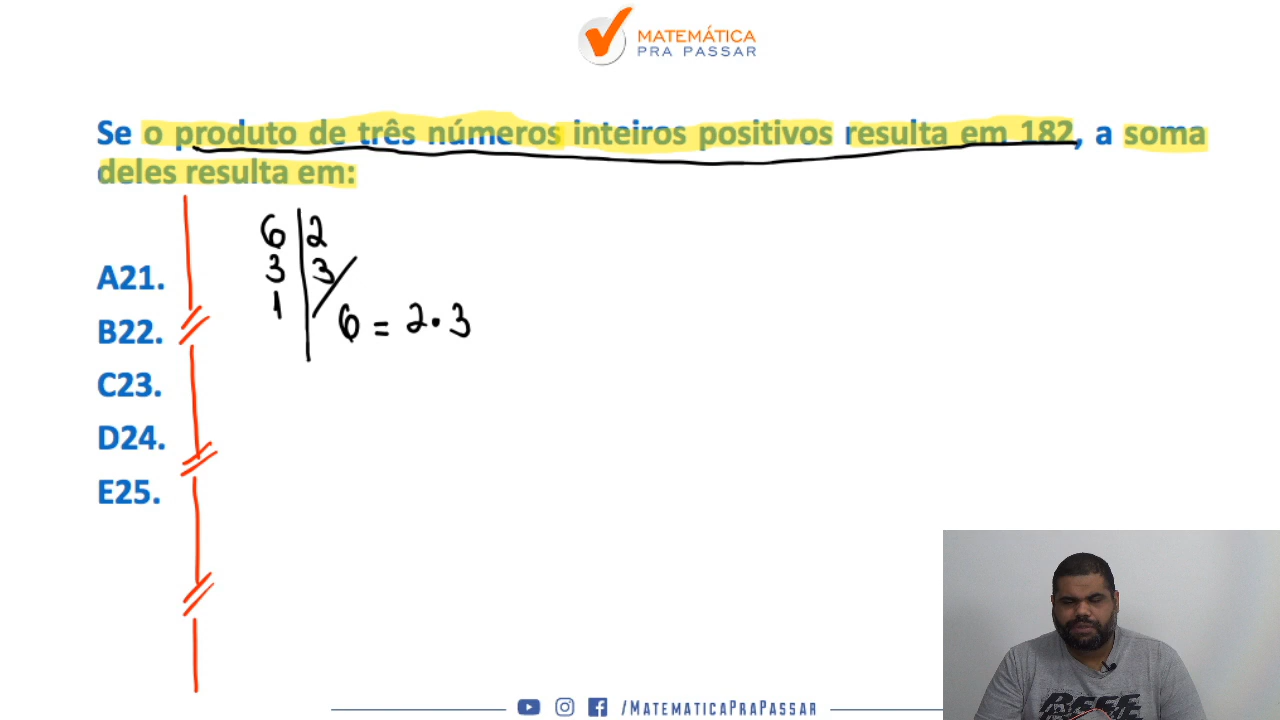 MATEMÁTICA
PRA PASSAR
Se o produto de três números inteiros positivos resulta em 182, a soma
deles resulta em:
6 2
3 3
1
6 = 2 . 3
A21.
B22.
C23.
D24.
E25.
/MATEMATICAPRAPASSAR